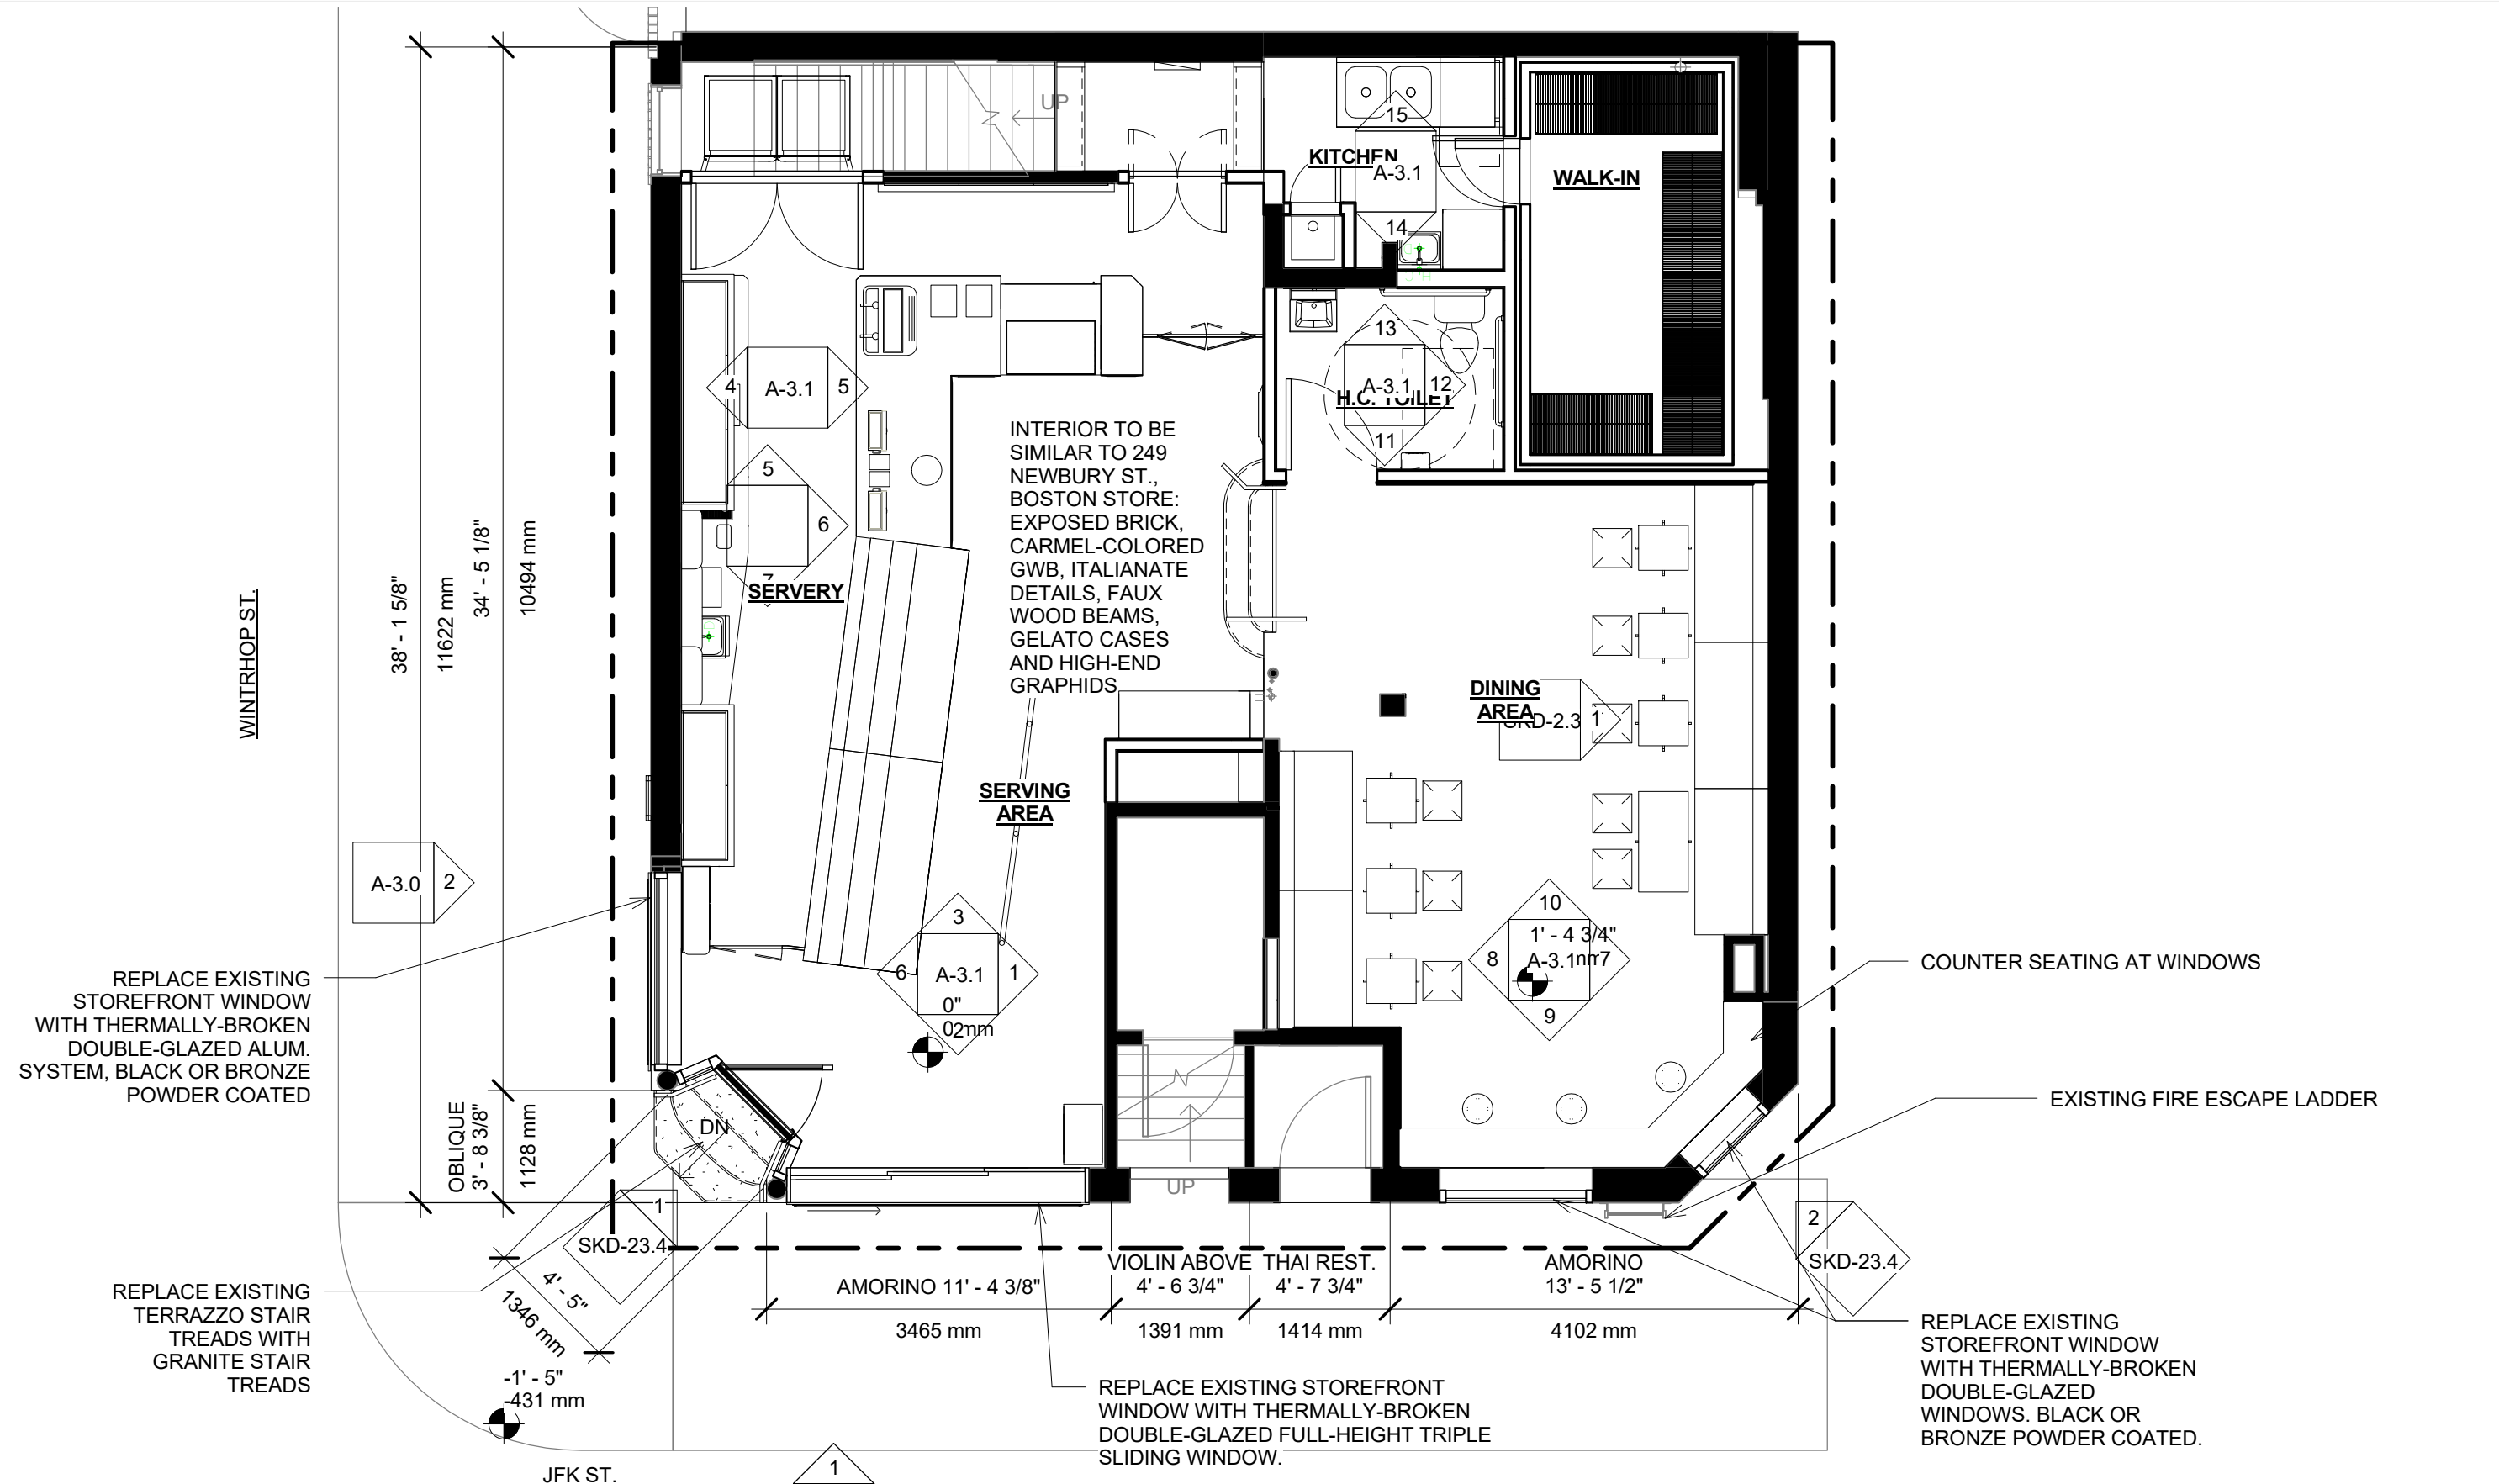 UP
15
KITCHEN
A-3.1
WALK-IN
14
13
4
A-3.1
5
A-3.1
12
H.C. TOILET
11
INTERIOR TO BE
SIMILAR TO 249
NEWBURY ST.,
BOSTON STORE:
EXPOSED BRICK,
CARMEL-COLORED
GWB, ITALIANATE
DETAILS, FAUX
WOOD BEAMS,
GELATO CASES
AND HIGH-END
GRAPHIDS
5
6
7
SERVERY
38' - 1 5/8"
11622 mm
34' - 5 1/8"
10494 mm
WINTRHOP ST.
DINING
AREA
SKD-2.3
1
SERVING
AREA
A-3.0
2
3
6
A-3.1
1
0"
10
1' - 4 3/4"
8
A-3.1
7
9
REPLACE EXISTING
STOREFRONT WINDOW
WITH THERMALLY-BROKEN
DOUBLE-GLAZED ALUM.
SYSTEM, BLACK OR BRONZE
POWDER COATED
COUNTER SEATING AT WINDOWS
EXISTING FIRE ESCAPE LADDER
OBLIQUE
3' - 8 3/8"
1128 mm
DN
UP
1
SKD-23.4
2
SKD-23.4
4' - 5"
1346 mm
AMORINO 11' - 4 3/8"
3465 mm
VIOLIN ABOVE
4' - 6 3/4"
1391 mm
THAI REST.
4' - 7 3/4"
1414 mm
AMORINO
13' - 5 1/2"
4102 mm
REPLACE EXISTING
TERRAZZO STAIR
TREADS WITH
GRANITE STAIR
TREADS
-1' - 5"
-431 mm
REPLACE EXISTING STOREFRONT
WINDOW WITH THERMALLY-BROKEN
DOUBLE-GLAZED FULL-HEIGHT TRIPLE
SLIDING WINDOW.
REPLACE EXISTING
STOREFRONT WINDOW
WITH THERMALLY-BROKEN
DOUBLE-GLAZED
WINDOWS. BLACK OR
BRONZE POWDER COATED.
JFK ST.
1